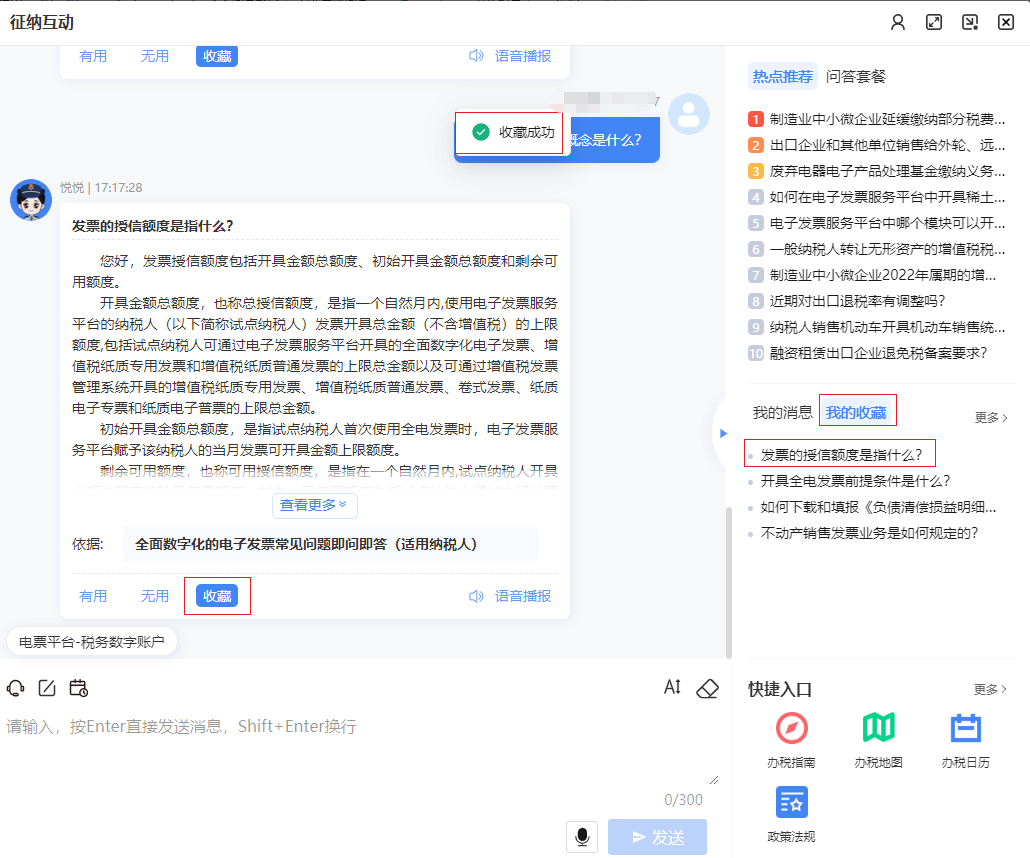 征纳互动
有用 无用 收藏 语音播报
7
收藏成功
概念是什么？
悦悦 | 17:17:28
发票的授信额度是指什么？
您好，发票授信额度包括开具金额总额度、初始开具金额总额度和剩余可
用额度。
开具金额总额度，也称总授信额度，是指一个自然月内,使用电子发票服务
平台的纳税人（以下简称试点纳税人）发票开具总金额（不含增值税）的上限
额度,包括试点纳税人可通过电子发票服务平台开具的全面数字化电子发票、增
值税纸质专用发票和增值税纸质普通发票的上限总金额以及可通过增值税发票
管理系统开具的增值税纸质专用发票、增值税纸质普通发票、卷式发票、纸质
电子专票和纸质电子普票的上限总金额。
初始开具金额总额度，是指试点纳税人首次使用全电发票时，电子发票服
务平台赋予该纳税人的当月发票可开具金额上限额度。
剩余可用额度，也称可用授信额度，是指在一个自然月内,试点纳税人开具
查看更多
依据: 全面数字化的电子发票常见问题即问即答（适用纳税人）
有用 无用 收藏 语音播报
电票平台-税务数字账户
请输入，按Enter直接发送消息，Shift+Enter换行
0/300
发送
热点推荐 问答套餐
1 制造业中小微企业延缓缴纳部分税费...
2 出口企业和其他单位销售给外轮、远...
3 废弃电器电子产品处理基金缴纳义务...
4 如何在电子发票服务平台中开具稀土...
5 电子发票服务平台中哪个模块可以开...
6 一般纳税人转让无形资产的增值税税...
7 制造业中小微企业2022年属期的增...
8 近期对出口退税率有调整吗？
9 纳税人销售机动车开具机动车销售统...
10 融资租赁出口企业退免税备案要求？
我的消息 我的收藏 更多
发票的授信额度是指什么？
开具全电发票前提条件是什么？
如何下载和填报《负债清偿损益明细...
不动产销售发票业务是如何规定的？
快捷入口 更多
办税指南 办税地图 办税日历
政策法规